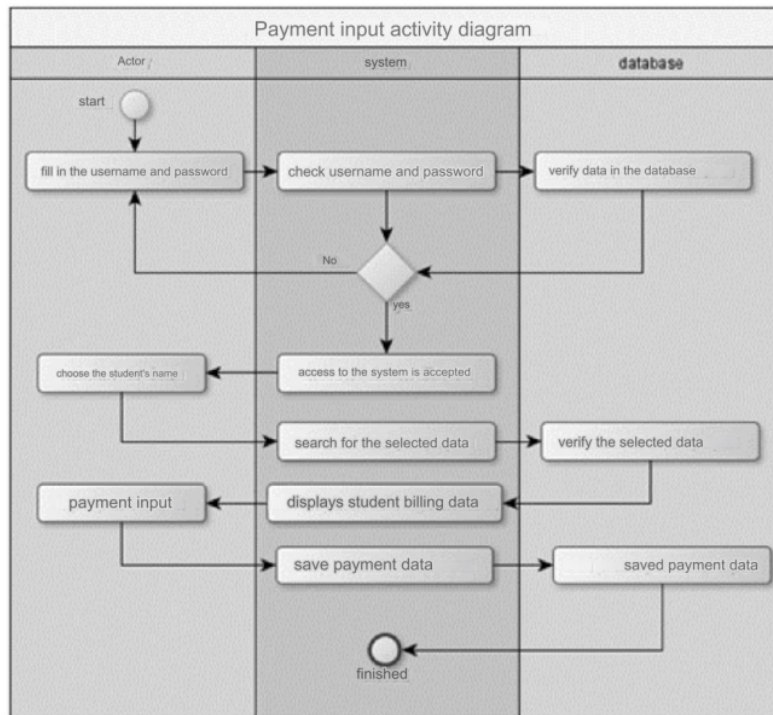 Payment input activity diagram
Actor /
system
database
start
fill in the username and password
check username and password
verify data in the database
No
yes
choose the student's name
access to the system is accepted
search for the selected data
verify the selected data
payment input
displays student billing data
save payment data
saved payment data
finished